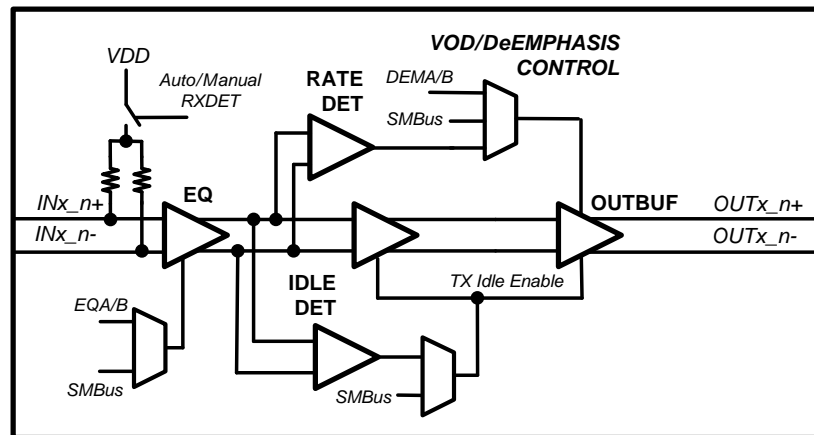 VOD/DeEMPHASIS
CONTROL
VDD
Auto/Manual
RXDET
RATE
DET
DEMA/B
SMBus
EQ
OUTBUF
INx_n+
OUTx_n+
INx_n-
OUTx_n-
IDLE
DET
TX Idle Enable
EQA/B
SMBus
SMBus